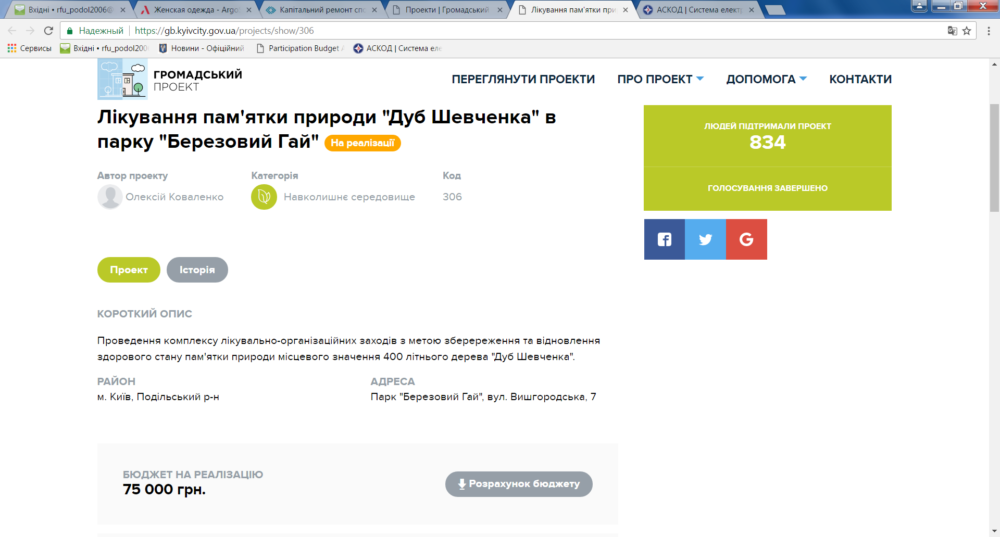 Вхідні • rfu_podol2006@
Женская одежда - Argo
Капітальний ремонт спо
Проекти | Громадський
Лікування пам'ятки при
АСКОД | Система електр
Надежный
https://gb.kyivcity.gov.ua/projects/show/306
Сервисы
Вхідні • rfu_podol200
Новини - Офіційний
Participation Budget
АСКОД | Система еле
ГРОМАДСЬКИЙ
ПРОЕКТ
ПЕРЕГЛЯНУТИ ПРОЕКТИ
ПРО ПРОЕКТ
ДОПОМОГА
КОНТАКТИ
Лікування пам'ятки природи "Дуб Шевченка" в
парку "Березовий Гай" На реалізації
ЛЮДЕЙ ПІДТРИМАЛИ ПРОЕКТ
834
ГОЛОСУВАННЯ ЗАВЕРШЕНО
Автор проекту
Олексій Коваленко
Категорія
Навколишнє середовище
Код
306
Проект
Історія
КОРОТКИЙ ОПИС
Проведення комплексу лікувально-організаційних заходів з метою зберереження та відновлення
здорового стану пам'ятки природи місцевого значення 400 літнього дерева "Дуб Шевченка".
РАЙОН
м. Київ, Подільський р-н
АДРЕСА
Парк "Березовий Гай", вул. Вишгородська, 7
БЮДЖЕТ НА РЕАЛІЗАЦІЮ
75 000 грн.
Розрахунок бюджету